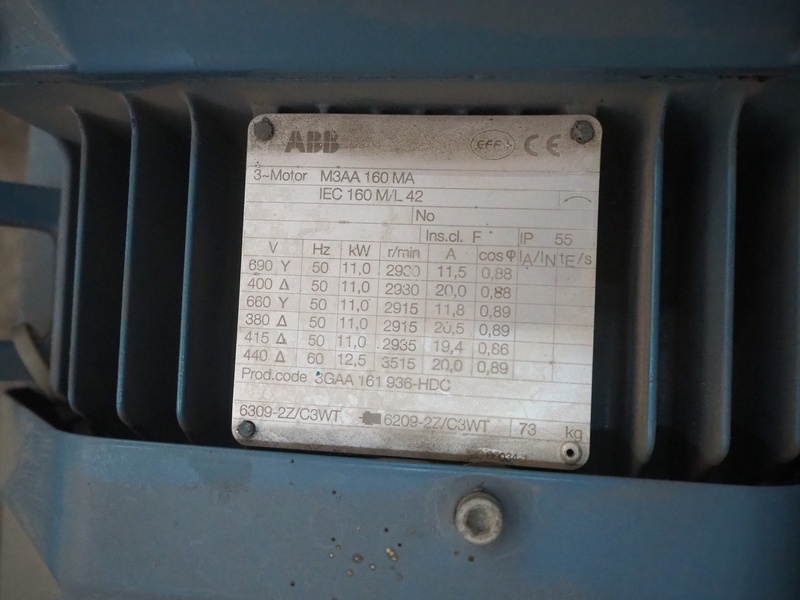 ABB EFF CE
3~Motor M3AA 160 MA
IEC 160 M/L 42
No
Ins.cl. F IP 55
V Hz kW r/min A cos φ IA/IN tE/s
690 Y 50 11,0 2930 11,5 0,88
400 Δ 50 11,0 2930 20,0 0,88
660 Y 50 11,0 2915 11,8 0,89
380 Δ 50 11,0 2915 20,5 0,89
415 Δ 50 11,0 2935 19,4 0,86
440 Δ 60 12,5 3515 20,0 0,89
Prod.code 3GAA 161 936-HDC
6309-2Z/C3WT 6209-2Z/C3WT 73 kg